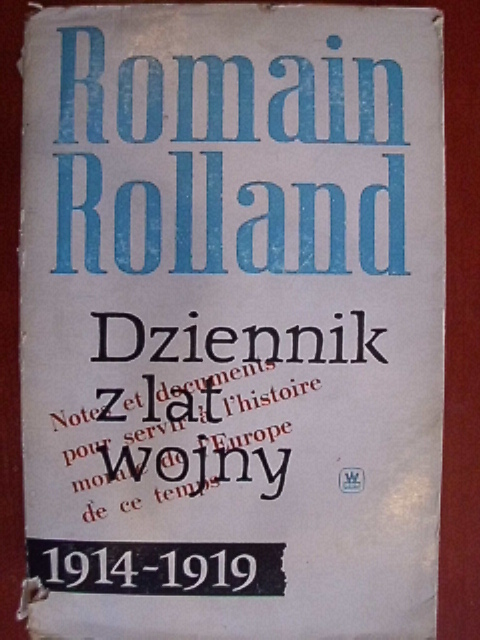 Romain
Rolland
Dziennik
z lat
wojny
Notes et documents
pour servir à l'histoire
morale de l'Europe
de ce temps
1914-1919
W